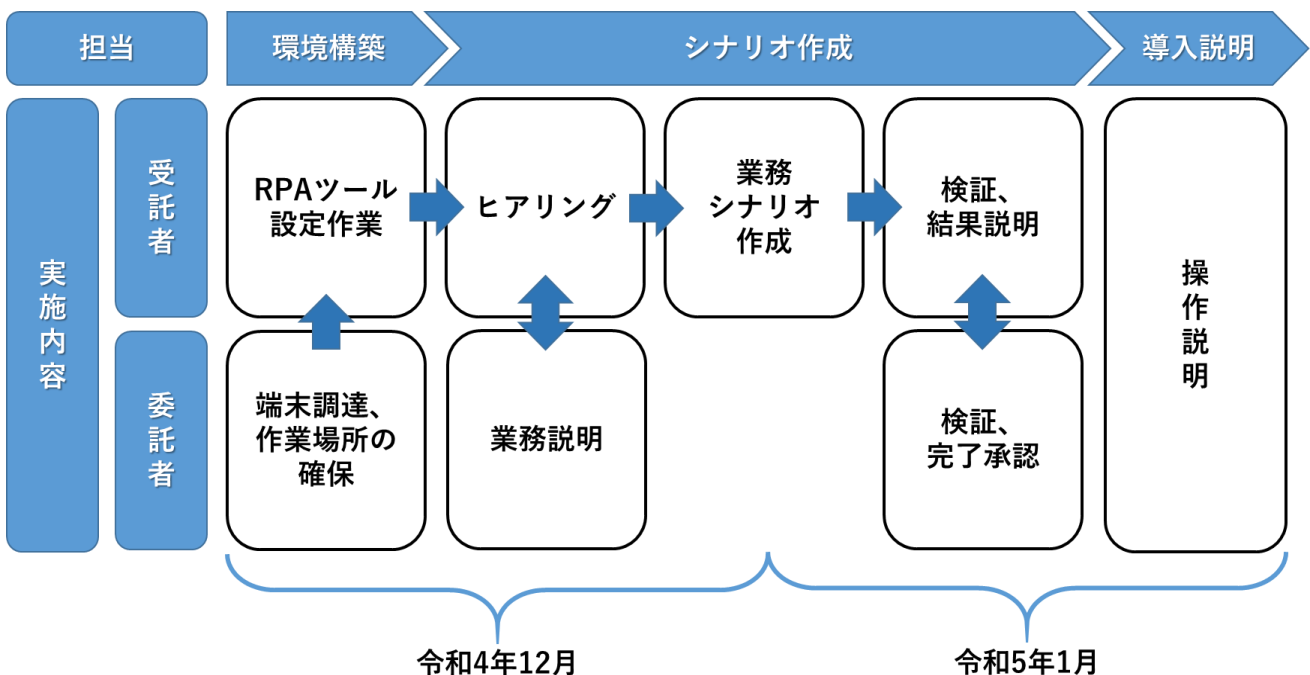 担当
環境構築
シナリオ作成
導入説明
実施内容
受託者
RPAツール
設定作業
ヒアリング
業務
シナリオ
作成
検証、
結果説明
操作説明
委託者
端末調達、
作業場所の
確保
業務説明
検証、
完了承認
令和4年12月
令和5年1月